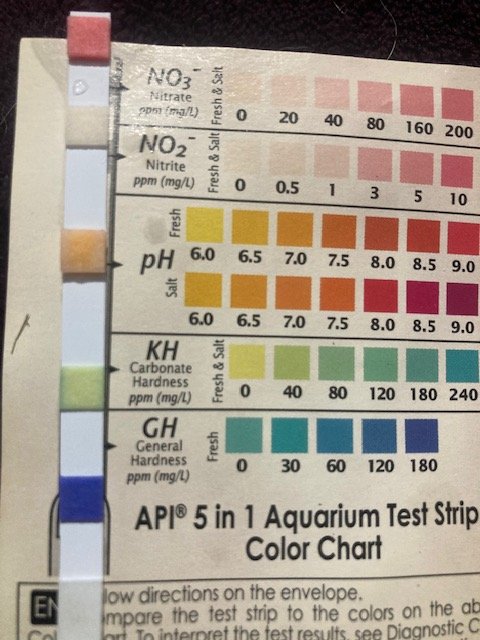 NO3-
Nitrate
ppm (mg/L)
Fresh & Salt
0 20 40 80 160 200
NO2-
Nitrite
ppm (mg/L)
Fresh & Salt
0 0.5 1 3 5 10
pH
Fresh
6.0 6.5 7.0 7.5 8.0 8.5 9.0
Salt
6.0 6.5 7.0 7.5 8.0 8.5 9.0
KH
Carbonate
Hardness
ppm (mg/L)
Fresh & Salt
0 40 80 120 180 240
GH
General
Hardness
ppm (mg/L)
Fresh
0 30 60 120 180
API® 5 in 1 Aquarium Test Strip
Color Chart
EN low directions on the envelope.
mpare the test strip to the colors on the ab
Col art. To interpret the test results, see Diagnostic C